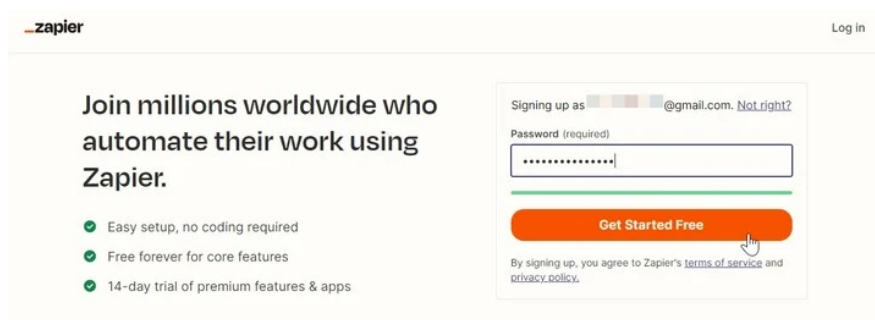 zapier
Log in
Join millions worldwide who
automate their work using
Zapier.
Easy setup, no coding required
Free forever for core features
14-day trial of premium features & apps
Signing up as @gmail.com. Not right?
Password (required)
•••••••••••••••
Get Started Free
By signing up, you agree to Zapier's terms of service and
privacy policy.